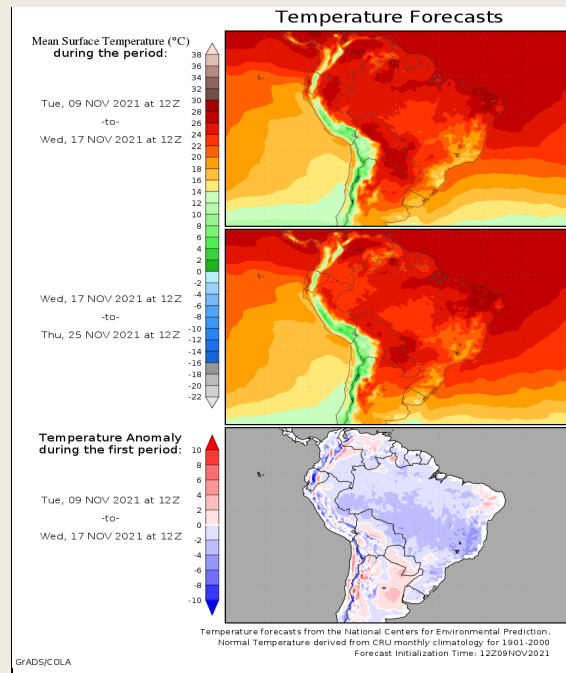 Temperature Forecasts
Mean Surface Temperature (°C)
during the period:
Tue, 09 NOV 2021 at 12Z
-to-
Wed, 17 NOV 2021 at 12Z
38
36
34
32
30
28
26
24
22
20
18
16
14
12
10
8
6
4
2
0
-2
-4
-6
-8
-10
-12
-14
-16
-18
-20
-22
Wed, 17 NOV 2021 at 12Z
-to-
Thu, 25 NOV 2021 at 12Z
Temperature Anomaly
during the first period:
Tue, 09 NOV 2021 at 12Z
-to-
Wed, 17 NOV 2021 at 12Z
10
8
6
4
2
0
-2
-4
-6
-8
-10
Temperature forecasts from the National Centers for Environmental Prediction.
Normal Temperature derived from CRU monthly climatology for 1901-2000
Forecast Initialization Time: 12Z09NOV2021
GrADS/COLA